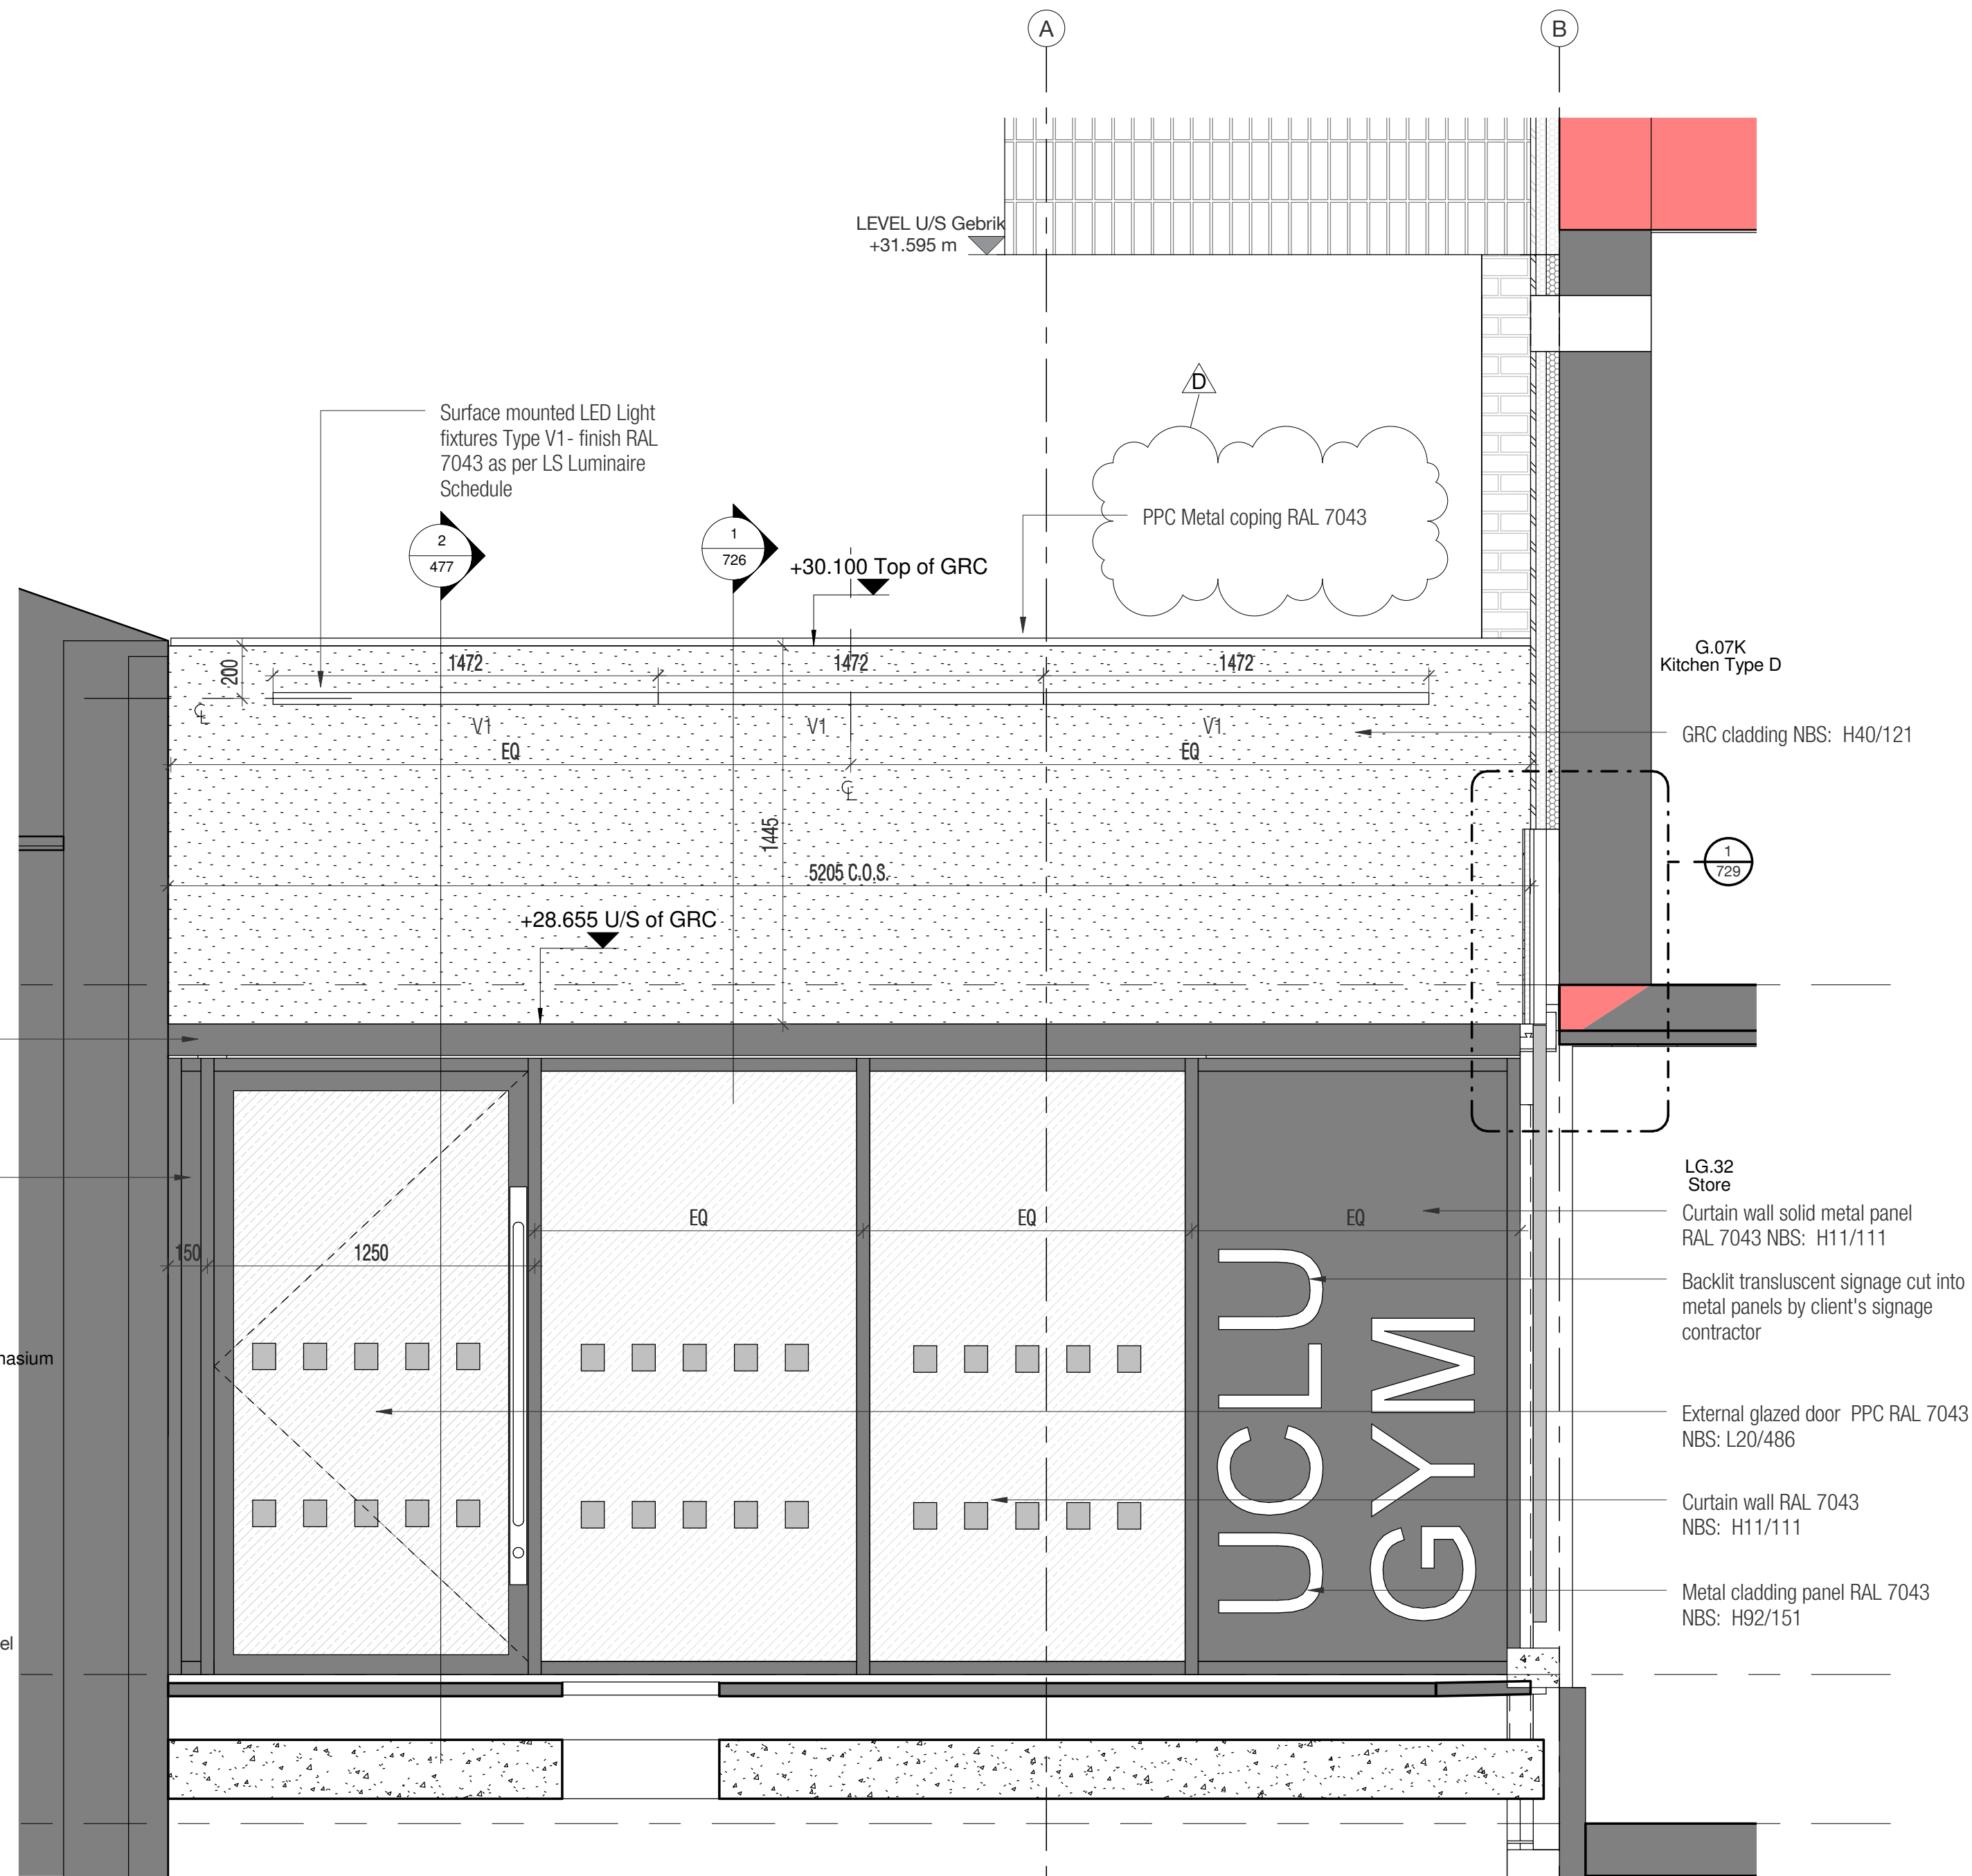 A
B
LEVEL U/S Gebrik
+31.595 m
D
Surface mounted LED Light
fixtures Type V1- finish RAL
7043 as per LS Luminaire
Schedule
PPC Metal coping RAL 7043
2
477
1
726
+30.100 Top of GRC
G.07K
Kitchen Type D
200
1472
1472
1472
V1
V1
V1
GRC cladding NBS: H40/121
EQ
EQ
1445
5205 C.O.S.
1
729
+28.655 U/S of GRC
LG.32
Store
Curtain wall solid metal panel
RAL 7043 NBS: H11/111
EQ
EQ
EQ
150
1250
Backlit transluscent signage cut into
metal panels by client's signage
contractor
nasium
External glazed door PPC RAL 7043
NBS: L20/486
UCLU
GYM
Curtain wall RAL 7043
NBS: H11/111
Metal cladding panel RAL 7043
NBS: H92/151
el